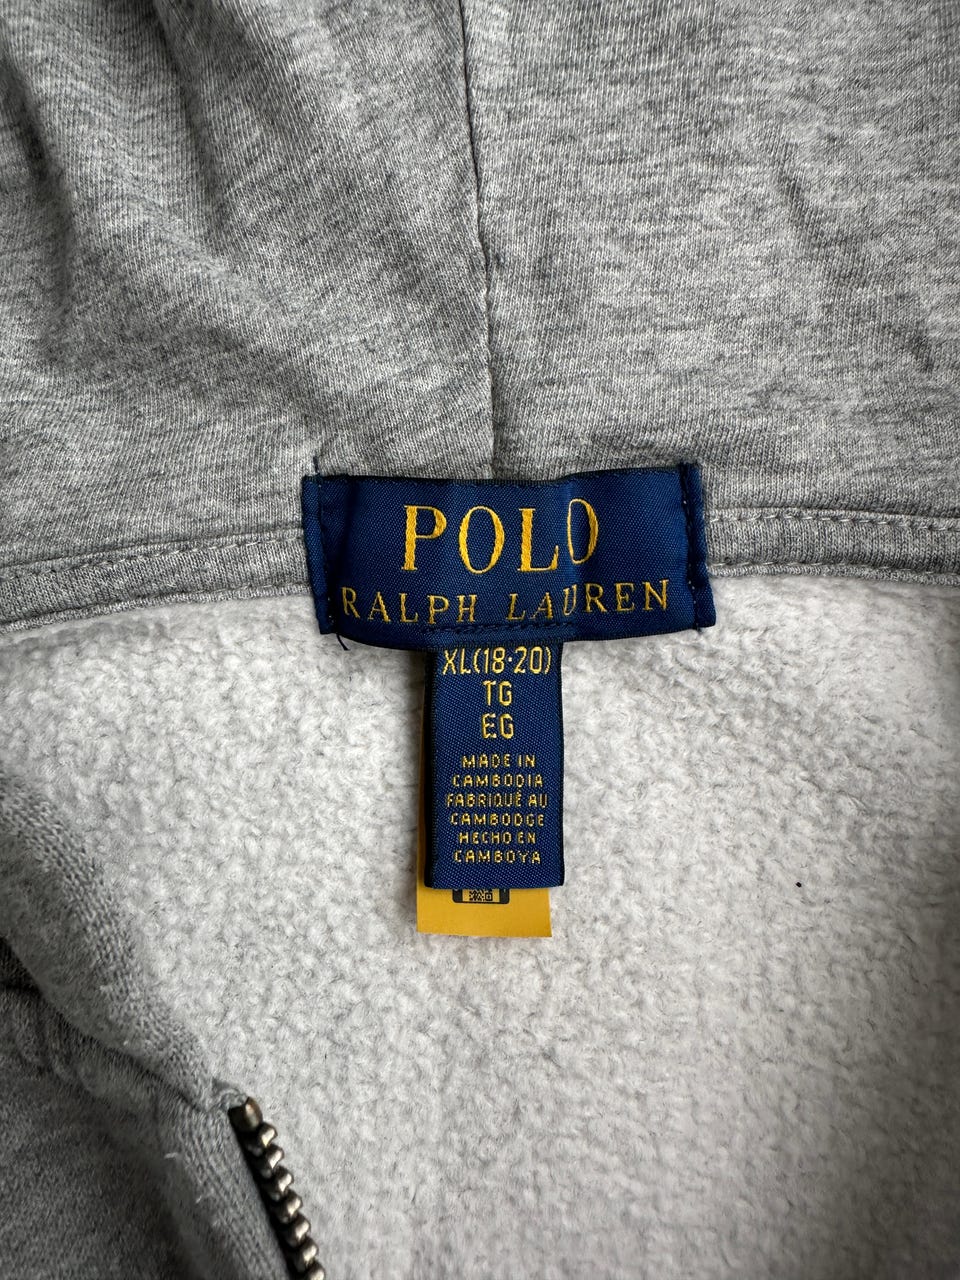 POLO
RALPH LAUREN
XL(18-20)
TG
EG
MADE IN
CAMBODIA
FABRIQUÉ AU
CAMBODGE
HECHO EN
CAMBOYA